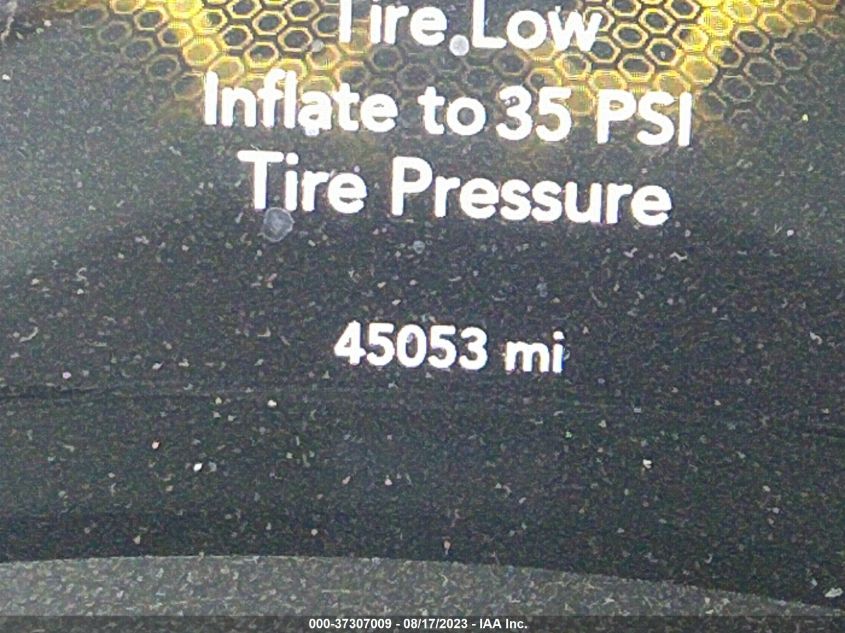 Tire Low
Inflate to 35 PSI
Tire Pressure
45053 mi
000-37307009 - 08/17/2023 - IAA Inc.